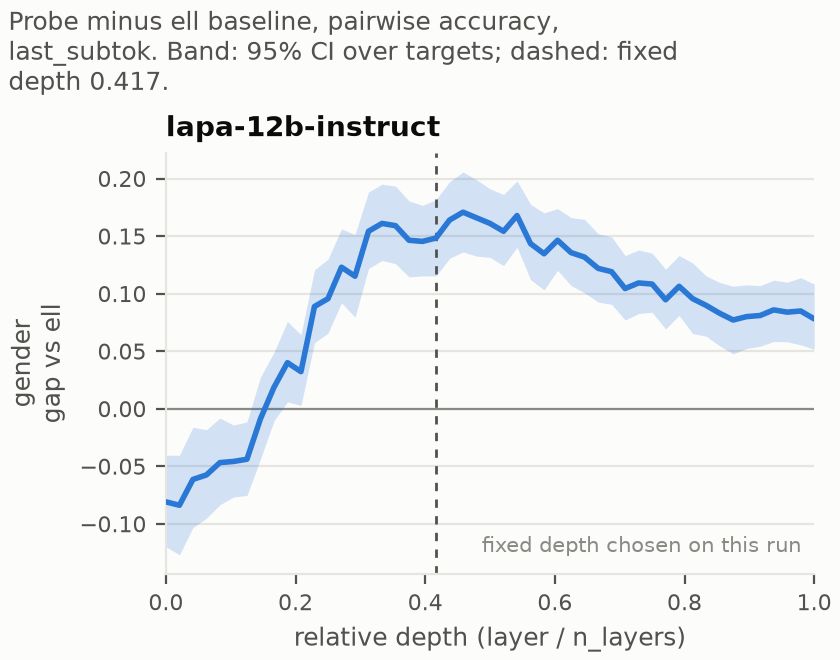 Probe minus ell baseline, pairwise accuracy,
last_subtok. Band: 95% CI over targets; dashed: fixed
depth 0.417.
lapa-12b-instruct
0.20
0.15
0.10
0.05
0.00
−0.05
−0.10
gender
gap vs ell
fixed depth chosen on this run
0.0 0.2 0.4 0.6 0.8 1.0
relative depth (layer / n_layers)